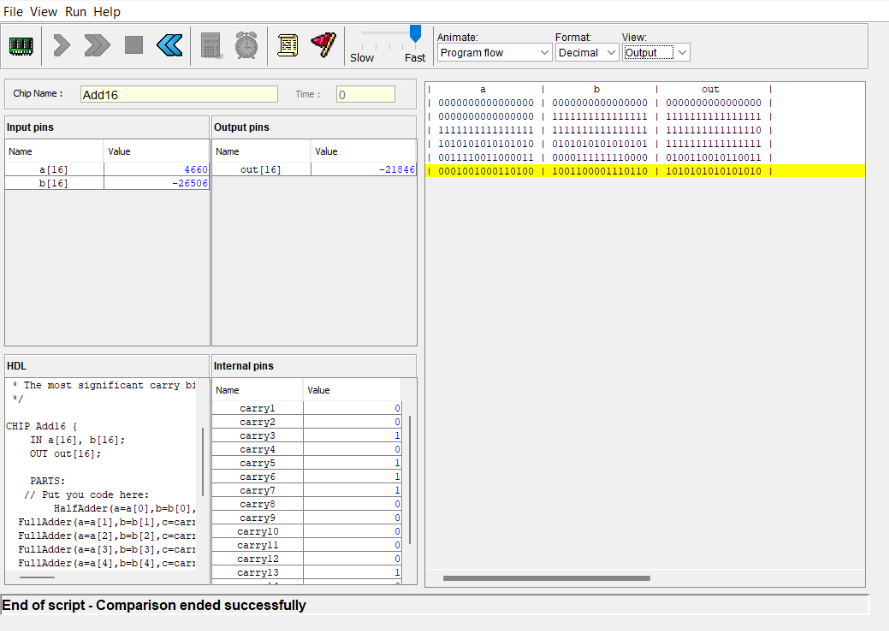 File View Run Help
Slow Fast
Animate: Format: View:
Program flow Decimal Output
Chip Name : Add16 Time : 0
Input pins
Name Value
a[16] 4660
b[16] -26506
Output pins
Name Value
out[16] -21846
| a | b | out |
| 0000000000000000 | 0000000000000000 | 0000000000000000 |
| 0000000000000000 | 1111111111111111 | 1111111111111111 |
| 1111111111111111 | 1111111111111111 | 1111111111111110 |
| 1010101010101010 | 0101010101010101 | 1111111111111111 |
| 0011110011000011 | 0000111111110000 | 0100110010110011 |
| 0001001000110100 | 1001100001110110 | 1010101010101010 |
HDL
* The most significant carry bi
*/
CHIP Add16 {
IN a[16], b[16];
OUT out[16];
PARTS:
// Put you code here:
HalfAdder(a=a[0],b=b[0],
FullAdder(a=a[1],b=b[1],c=carr
FullAdder(a=a[2],b=b[2],c=carr
FullAdder(a=a[3],b=b[3],c=carr
FullAdder(a=a[4],b=b[4],c=carr
Internal pins
Name Value
carry1 0
carry2 0
carry3 1
carry4 0
carry5 1
carry6 1
carry7 1
carry8 0
carry9 0
carry10 0
carry11 0
carry12 0
carry13 1
End of script - Comparison ended successfully